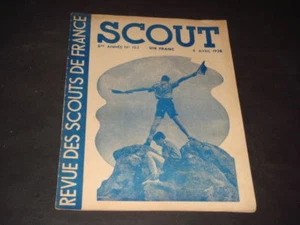 SCOUT
UN FRANC
REVUE DES SCOUTS DE FRANCE